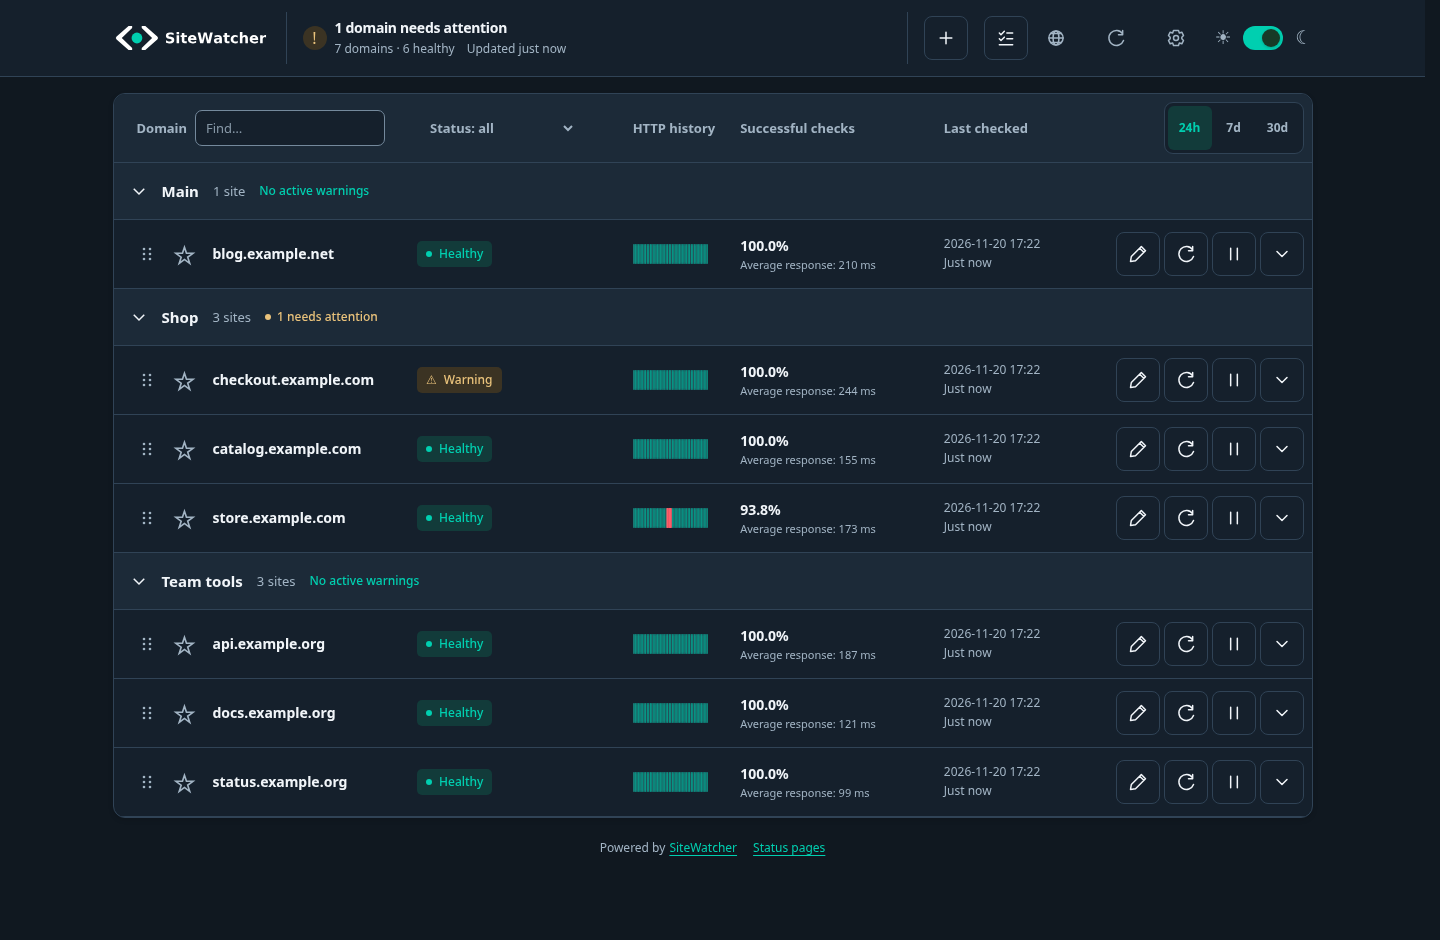 SiteWatcher
1 domain needs attention
7 domains · 6 healthy Updated just now
Domain Find... Status: all HTTP history Successful checks Last checked 24h 7d 30d
Main 1 site No active warnings
blog.example.net Healthy 100.0% 2026-11-20 17:22
Average response: 210 ms Just now
Shop 3 sites 1 needs attention
checkout.example.com Warning 100.0% 2026-11-20 17:22
Average response: 244 ms Just now
catalog.example.com Healthy 100.0% 2026-11-20 17:22
Average response: 155 ms Just now
store.example.com Healthy 93.8% 2026-11-20 17:22
Average response: 173 ms Just now
Team tools 3 sites No active warnings
api.example.org Healthy 100.0% 2026-11-20 17:22
Average response: 187 ms Just now
docs.example.org Healthy 100.0% 2026-11-20 17:22
Average response: 121 ms Just now
status.example.org Healthy 100.0% 2026-11-20 17:22
Average response: 99 ms Just now
Powered by SiteWatcher Status pages